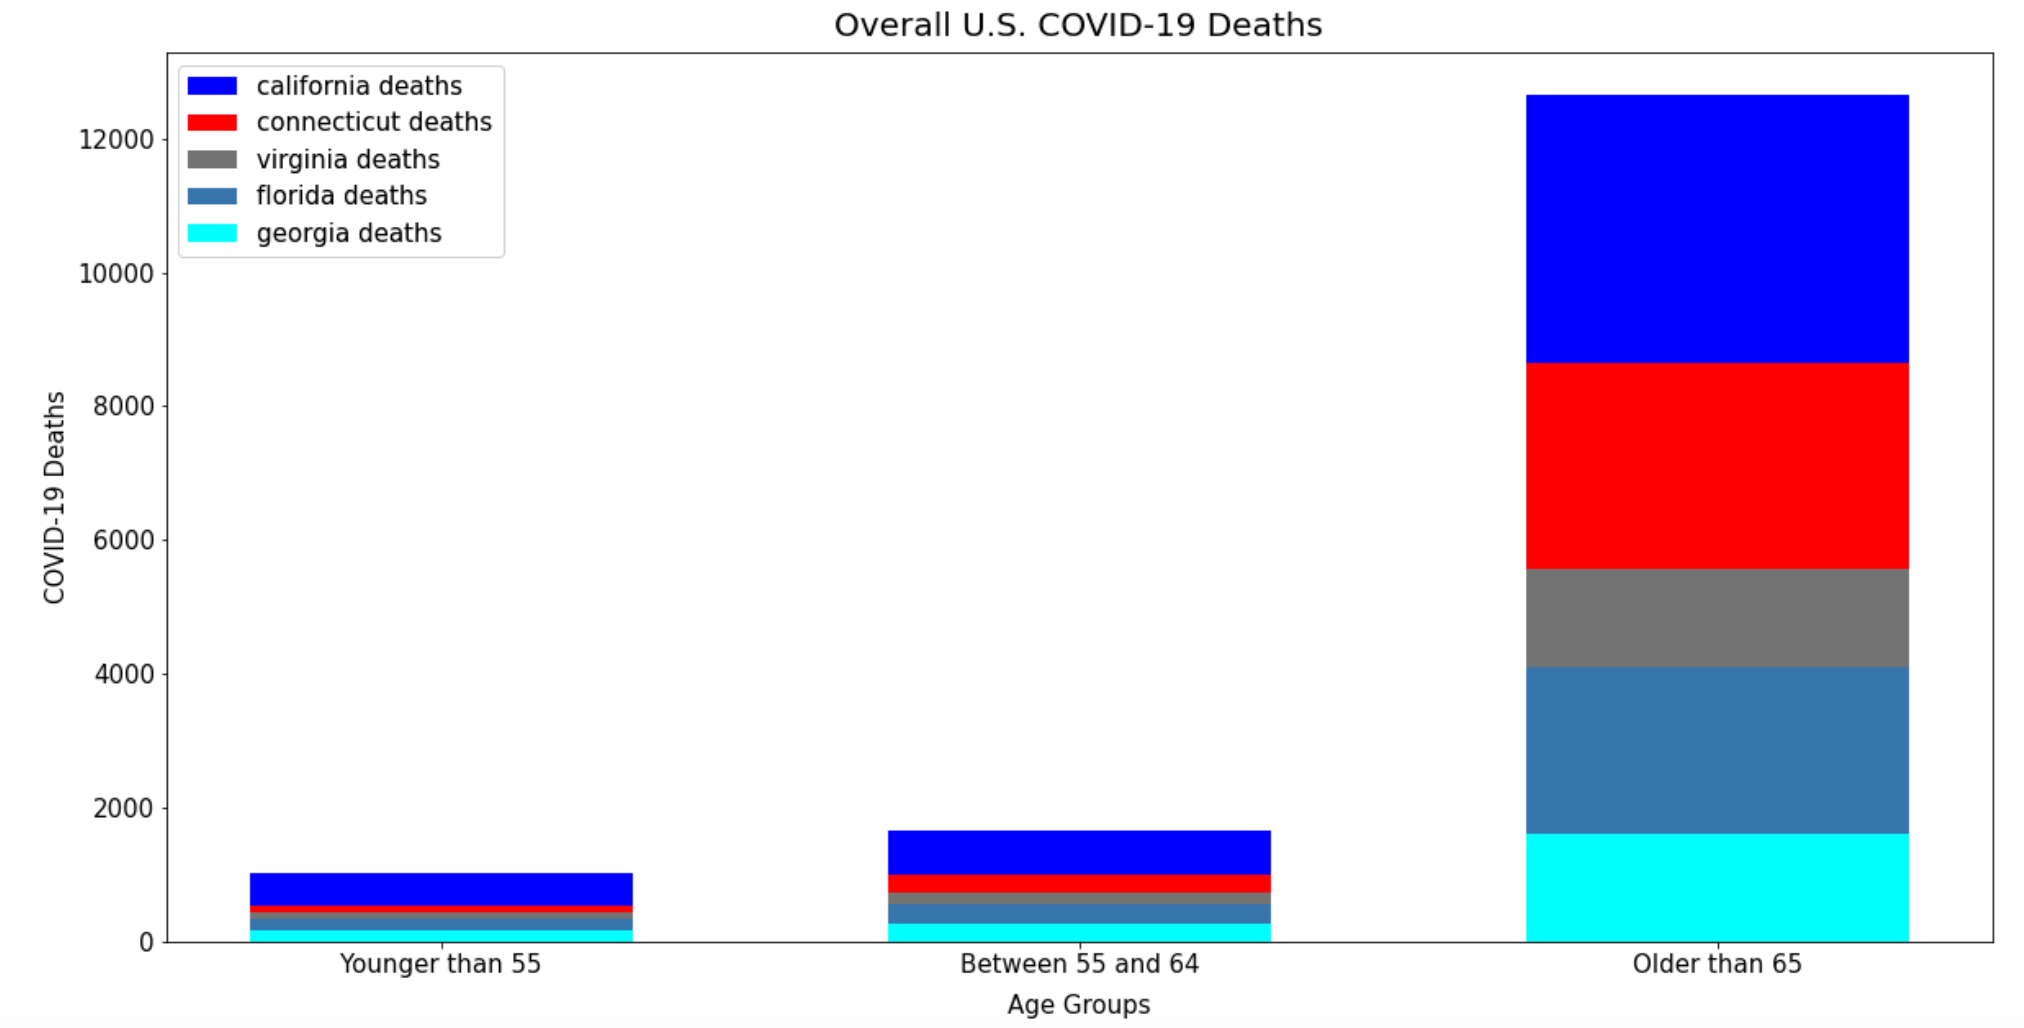 Overall U.S. COVID-19 Deaths
california deaths
connecticut deaths
virginia deaths
florida deaths
georgia deaths
12000
10000
8000
6000
4000
2000
0
COVID-19 Deaths
Younger than 55
Between 55 and 64
Older than 65
Age Groups